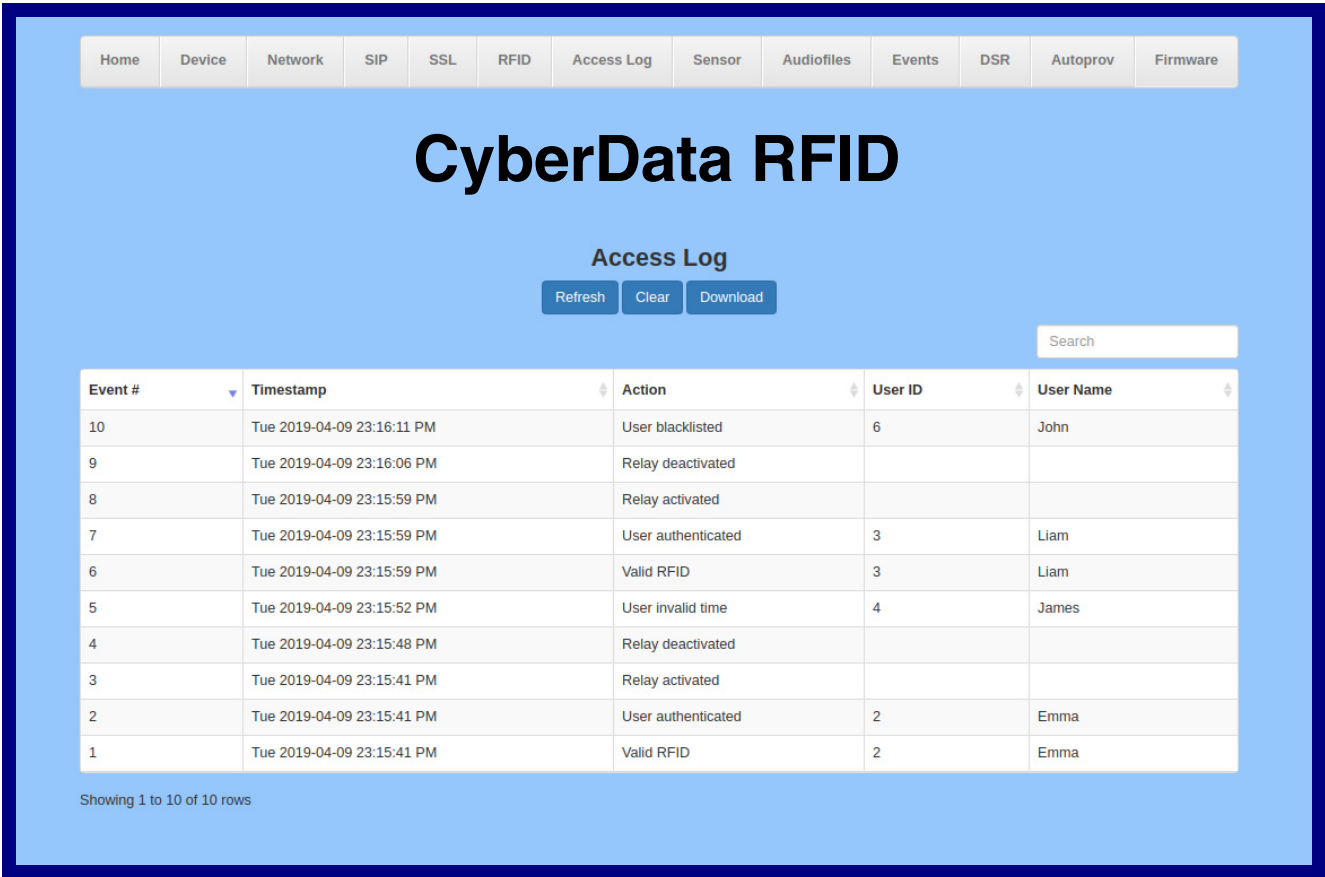 Home Device Network SIP SSL RFID Access Log Sensor Audiofiles Events DSR Autoprov Firmware
CyberData RFID
Access Log
Refresh Clear Download
Search
Event # Timestamp Action User ID User Name
10 Tue 2019-04-09 23:16:11 PM User blacklisted 6 John
9 Tue 2019-04-09 23:16:06 PM Relay deactivated
8 Tue 2019-04-09 23:15:59 PM Relay activated
7 Tue 2019-04-09 23:15:59 PM User authenticated 3 Liam
6 Tue 2019-04-09 23:15:59 PM Valid RFID 3 Liam
5 Tue 2019-04-09 23:15:52 PM User invalid time 4 James
4 Tue 2019-04-09 23:15:48 PM Relay deactivated
3 Tue 2019-04-09 23:15:41 PM Relay activated
2 Tue 2019-04-09 23:15:41 PM User authenticated 2 Emma
1 Tue 2019-04-09 23:15:41 PM Valid RFID 2 Emma
Showing 1 to 10 of 10 rows